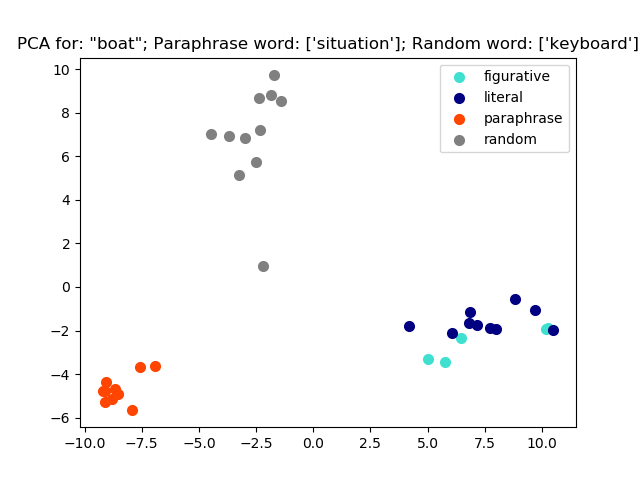 PCA for: "boat"; Paraphrase word: ['situation']; Random word: ['keyboard']
figurative
literal
paraphrase
random
10
8
6
4
2
0
−2
−4
−6
−10.0 −7.5 −5.0 −2.5 0.0 2.5 5.0 7.5 10.0